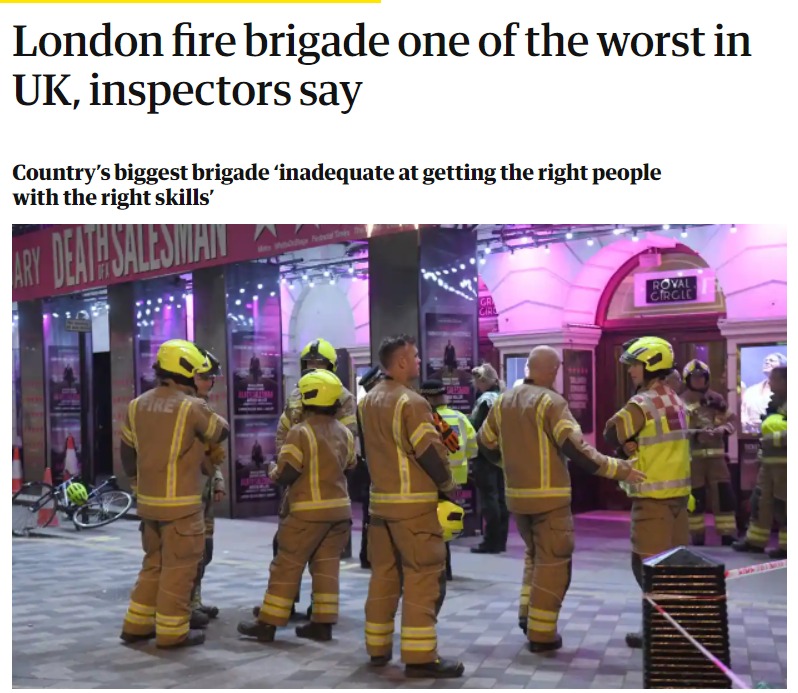 London fire brigade one of the worst in
UK, inspectors say
Country's biggest brigade ‘inadequate at getting the right people
with the right skills’
ARY DEATH OF A SALESMAN
ROYAL
CIRCLE
FIRE